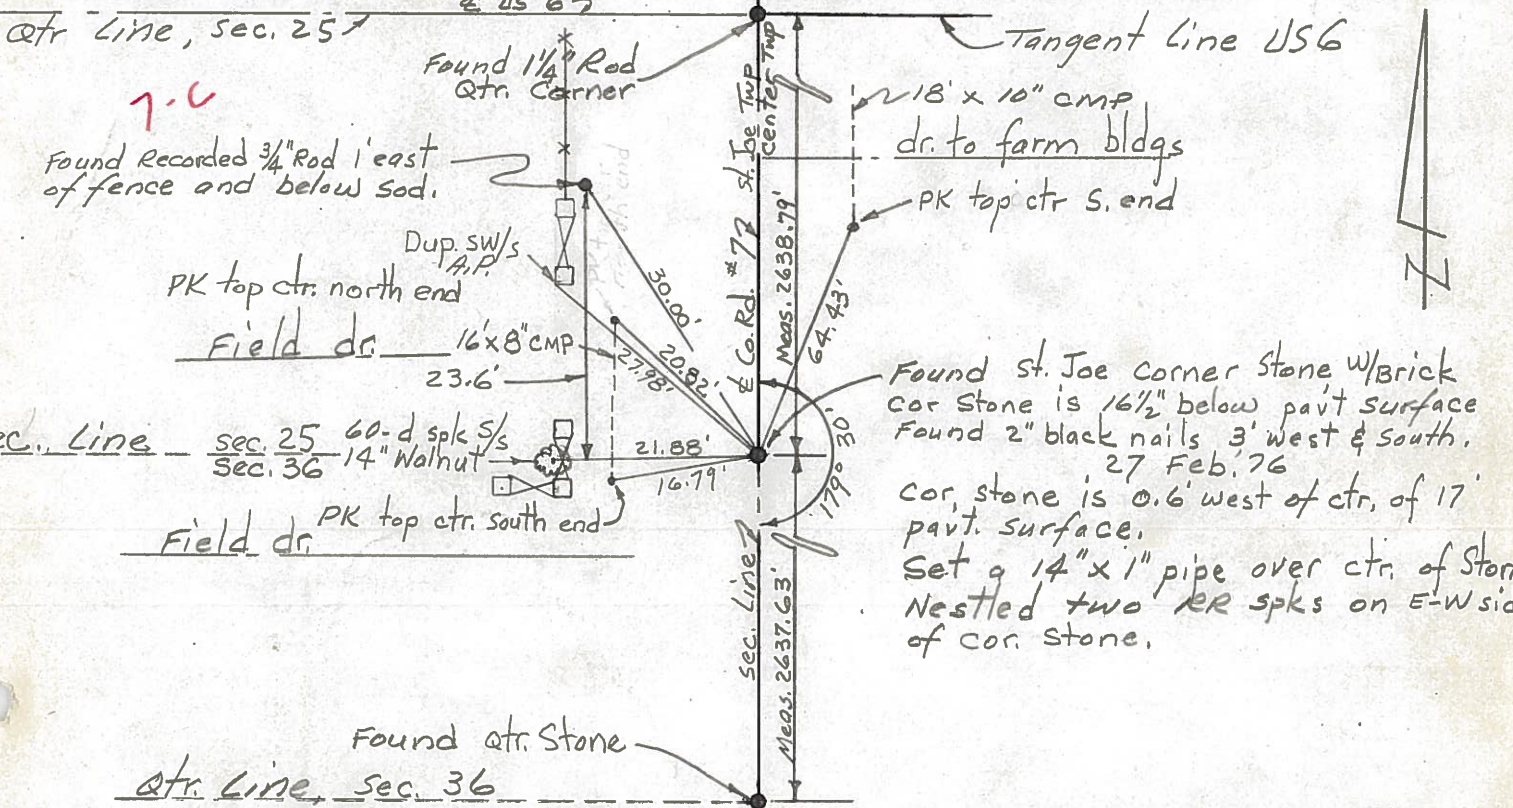 Qtr Line, Sec. 25
℄ US 6
Tangent Line US6
Found 1¼" Rod
Qtr. Corner
St. Joe Twp
Center Twp
18' x 10" CMP
dr. to farm bldgs
PK top ctr S. end
Found Recorded ¾" Rod 1' east
of fence and below sod.
Dup. SW/s
A.P.
PK top ctr. north end
Field dr.
16'x8" CMP
23.6'
30.00'
20.82'
27.98'
℄ Co. Rd. #77
Meas. 2638.79'
64.43'
N
Sec. Line
Sec. 25
Sec. 36
60-d spk S/s
14" Walnut
21.88'
16.79'
179° 30'
PK top ctr. South end
Field dr.
Found St. Joe Corner Stone W/Brick
Cor Stone is 16½" below pav't surface
Found 2" black nails 3' west & South.
27 Feb. '76
Cor. stone is 0.6' west of ctr. of 17'
pav't. surface.
Set a 14" x 1" pipe over ctr. of Ston
Nestled two RR spks on E-W sid
of cor. stone.
Sec. Line
Meas. 2637.63'
Found Qtr. Stone
Qtr. Line, Sec. 36